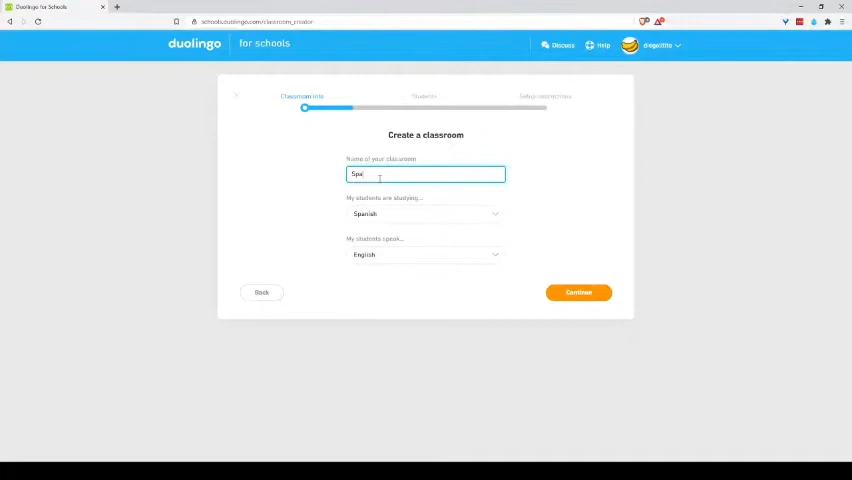 Duolingo for Schools
schools.duolingo.com/classroom_creator
duolingo
for schools
Discuss
Help
Classroom info
Students
Create a classroom
Name of your classroom
Spa
My students are studying...
Spanish
My students speak...
English
Back
Continue